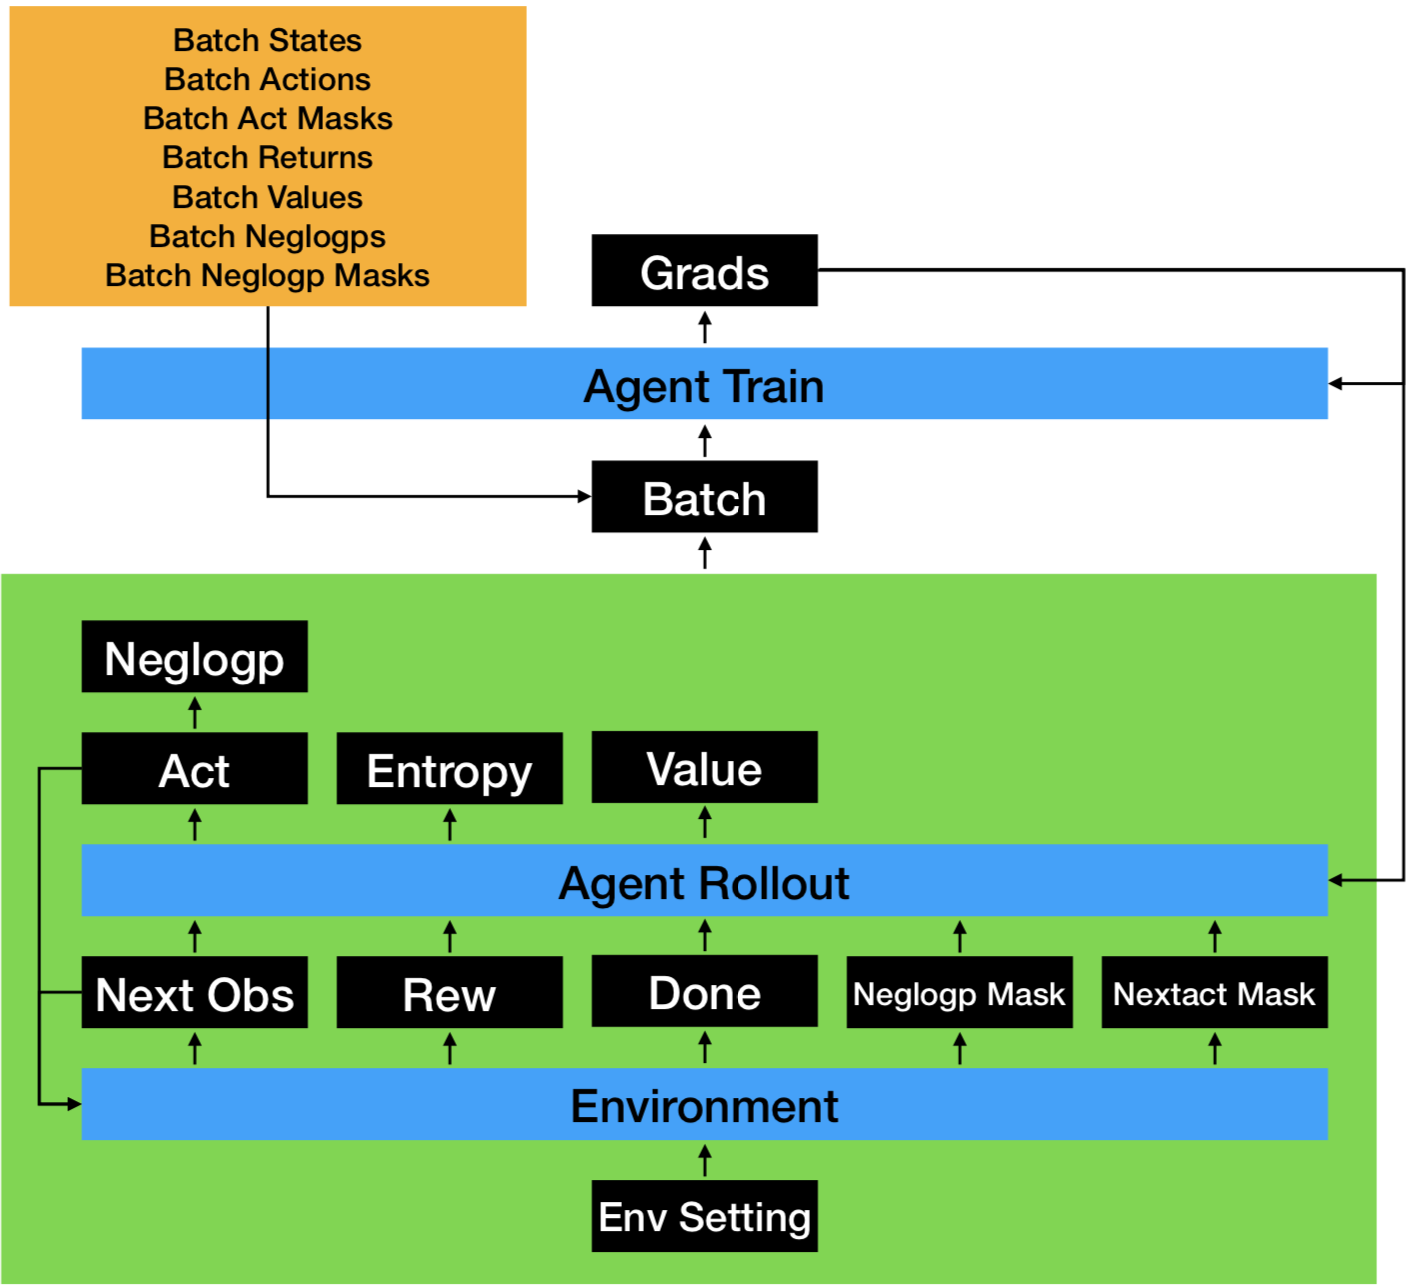 Batch States
Batch Actions
Batch Act Masks
Batch Returns
Batch Values
Batch Neglogps
Batch Neglogp Masks
Grads
Agent Train
Batch
Neglogp
Act
Entropy
Value
Agent Rollout
Next Obs
Rew
Done
Neglogp Mask
Nextact Mask
Environment
Env Setting